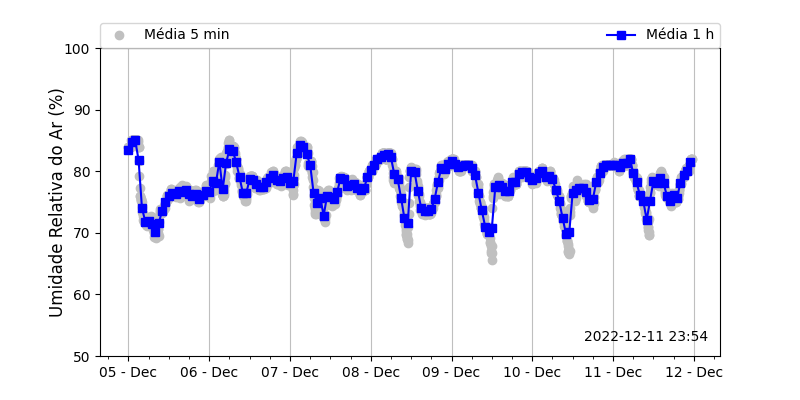 Média 5 min Média 1 h
Umidade Relativa do Ar (%)
100
90
80
70
60
50
2022-12-11 23:54
05 - Dec 06 - Dec 07 - Dec 08 - Dec 09 - Dec 10 - Dec 11 - Dec 12 - Dec